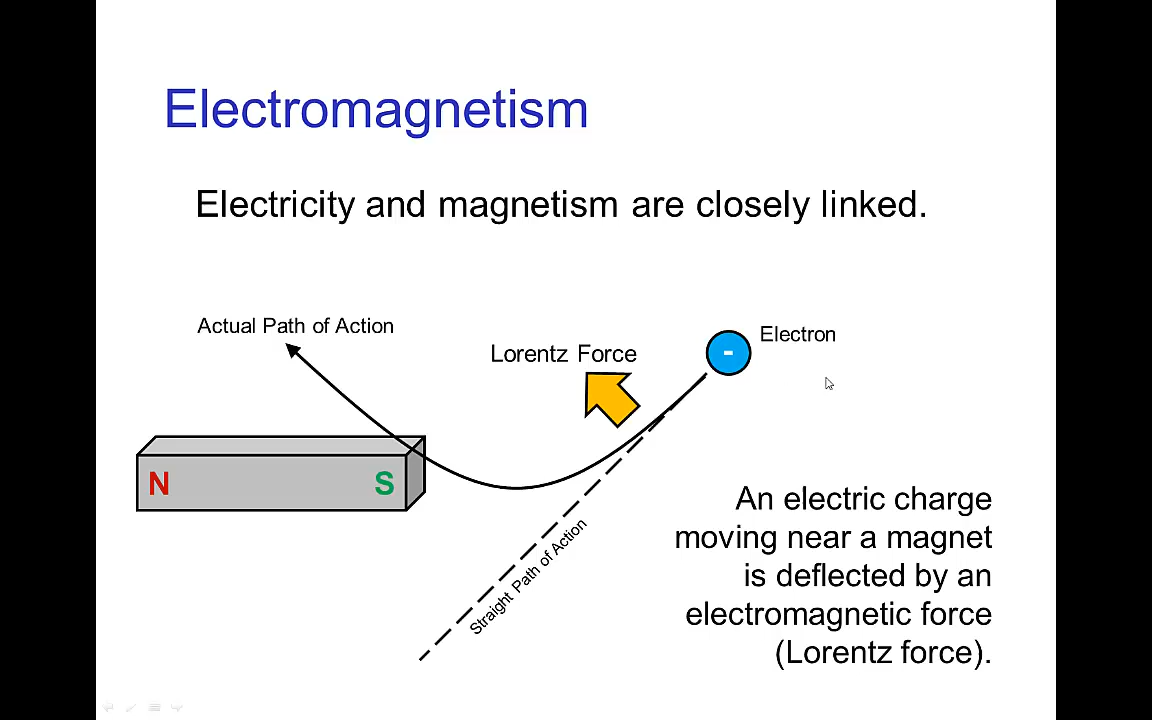 Electromagnetism
Electricity and magnetism are closely linked.
Actual Path of Action
Lorentz Force
-
Electron
N
S
Straight Path of Action
An electric charge
moving near a magnet
is deflected by an
electromagnetic force
(Lorentz force).